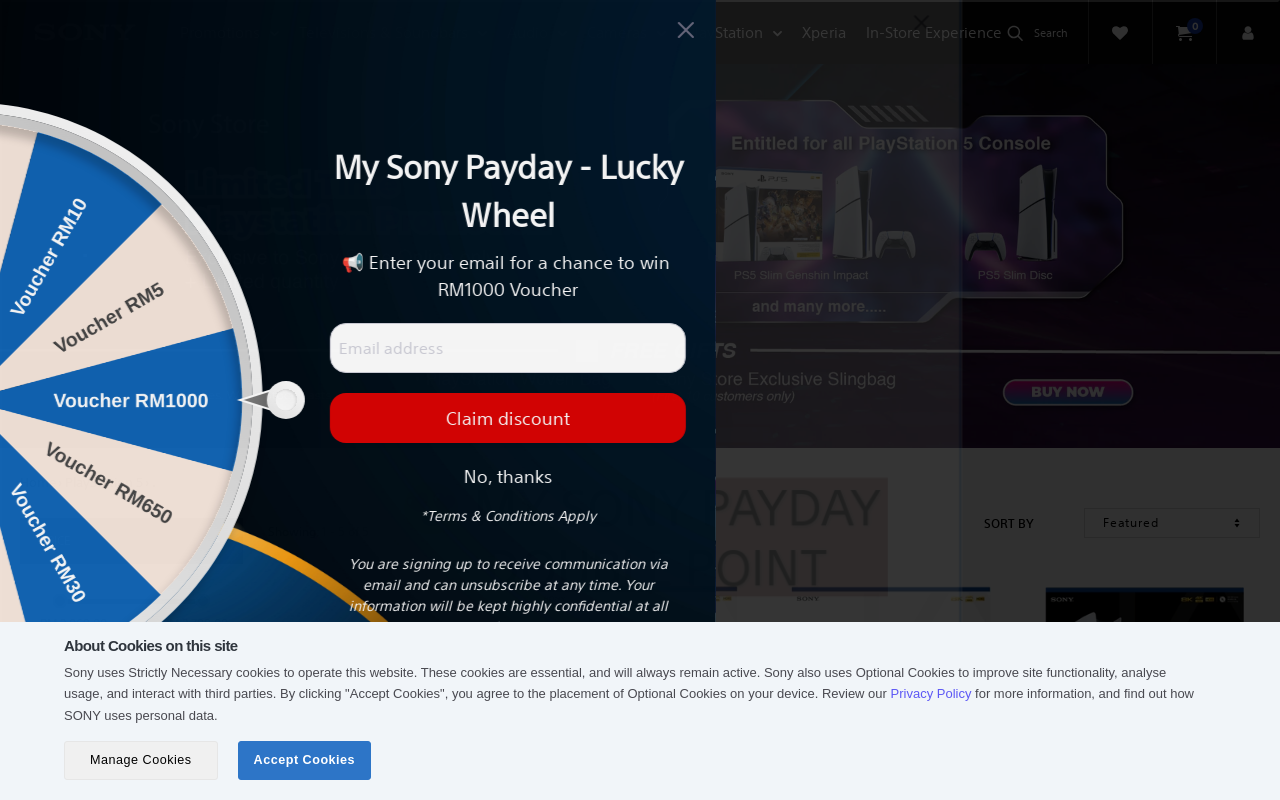 SONY
Station
Xperia
In-Store Experience
Search
0
My Sony Payday - Lucky
Wheel
📢 Enter your email for a chance to win
RM1000 Voucher
Email address
Claim discount
No, thanks
*Terms & Conditions Apply
You are signing up to receive communication via
email and can unsubscribe at any time. Your
information will be kept highly confidential at all
Voucher RM10
Voucher RM5
Voucher RM1000
Voucher RM650
Voucher RM30
Entitled for all PlayStation 5 Console
PS5 Slim Genshin Impact
PS5 Slim Disc
and many more.....
ore Exclusive Slingbag
BUY NOW
PAYDAY
OINT
SORT BY
Featured
SONY
SONY
About Cookies on this site
Sony uses Strictly Necessary cookies to operate this website. These cookies are essential, and will always remain active. Sony also uses Optional Cookies to improve site functionality, analyse
usage, and interact with third parties. By clicking "Accept Cookies", you agree to the placement of Optional Cookies on your device. Review our Privacy Policy for more information, and find out how
SONY uses personal data.
Manage Cookies
Accept Cookies